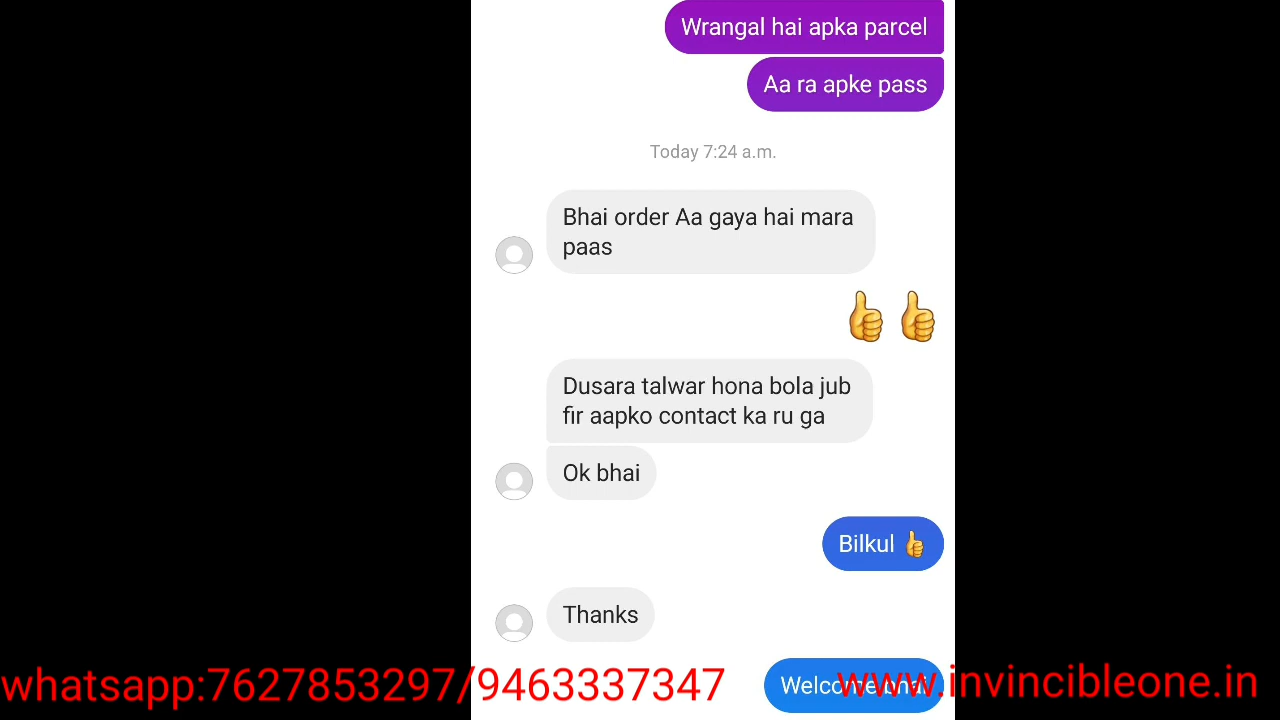 Wrangal hai apka parcel
Aa ra apke pass
Today 7:24 a.m.
Bhai order Aa gaya hai mara
paas
Dusara talwar hona bola jub
fir aapko contact ka ru ga
Ok bhai
Bilkul 👍
Thanks
Welcome bhai
whatsapp:7627853297/9463337347
www.invincibleone.in